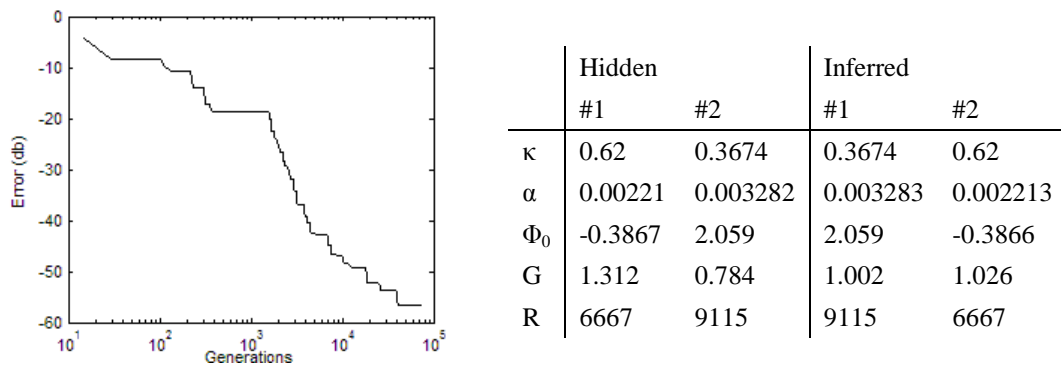 0
-10
-20
-30
-40
-50
-60
Error (db)
10^1 10^2 10^3 10^4 10^5
Generations
Hidden Inferred
#1 #2 #1 #2
κ 0.62 0.3674 0.3674 0.62
α 0.00221 0.003282 0.003283 0.002213
Φ₀ -0.3867 2.059 2.059 -0.3866
G 1.312 0.784 1.002 1.026
R 6667 9115 9115 6667